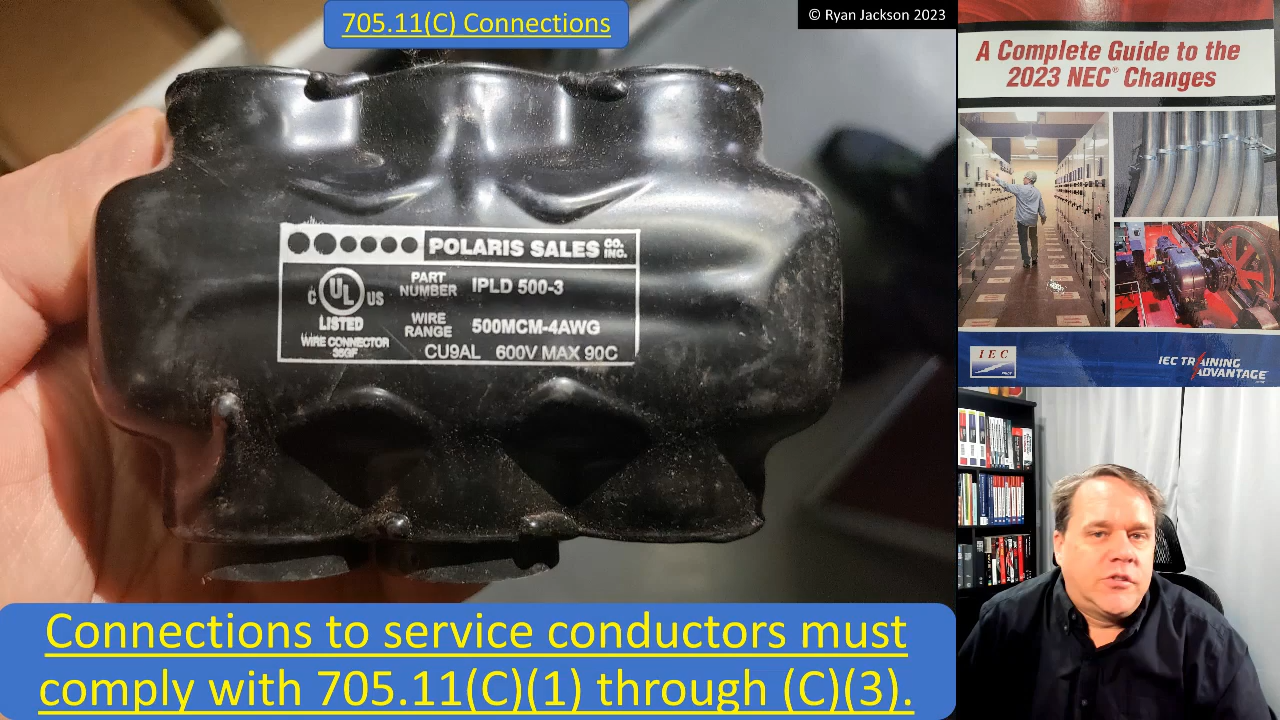 705.11(C) Connections
© Ryan Jackson 2023
POLARIS SALES CO. INC.
C UL US
LISTED
WIRE CONNECTOR
PART NUMBER IPLD 500-3
WIRE RANGE 500MCM-4AWG
CU9AL 600V MAX 90C
Connections to service conductors must
comply with 705.11(C)(1) through (C)(3).
A Complete Guide to the
2023 NEC® Changes
IEC
IEC TRAINING
ADVANTAGE